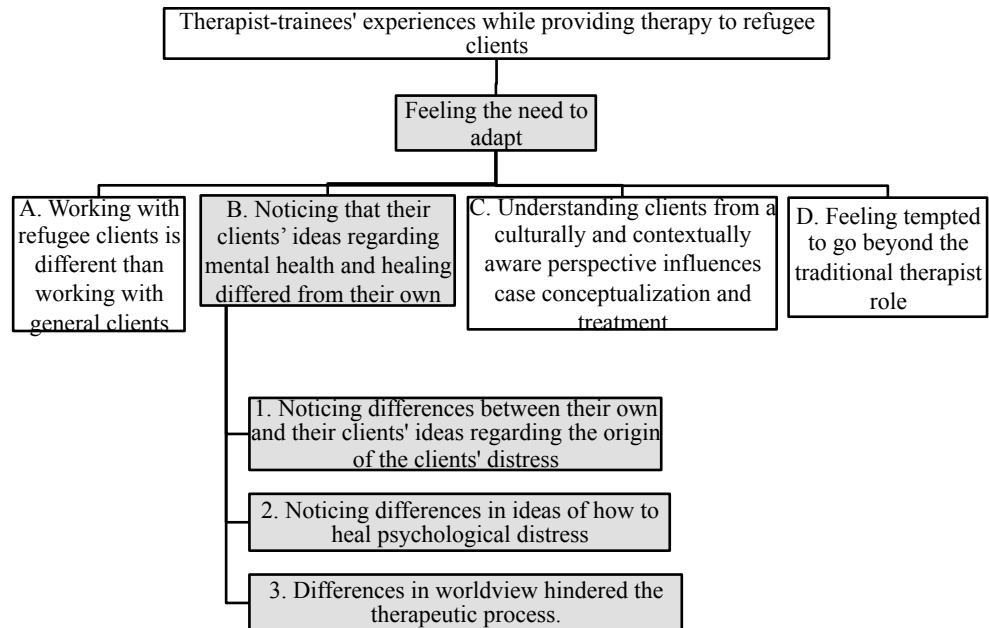 Therapist-trainees' experiences while providing therapy to refugee
clients
Feeling the need to
adapt
A. Working with
refugee clients is
different than
working with
general clients
B. Noticing that their
clients’ ideas regarding
mental health and healing
differed from their own
C. Understanding clients from a
culturally and contextually
aware perspective influences
case conceptualization and
treatment
D. Feeling tempted
to go beyond the
traditional therapist
role
1. Noticing differences between their own
and their clients' ideas regarding the origin
of the clients' distress
2. Noticing differences in ideas of how to
heal psychological distress
3. Differences in worldview hindered the
therapeutic process.